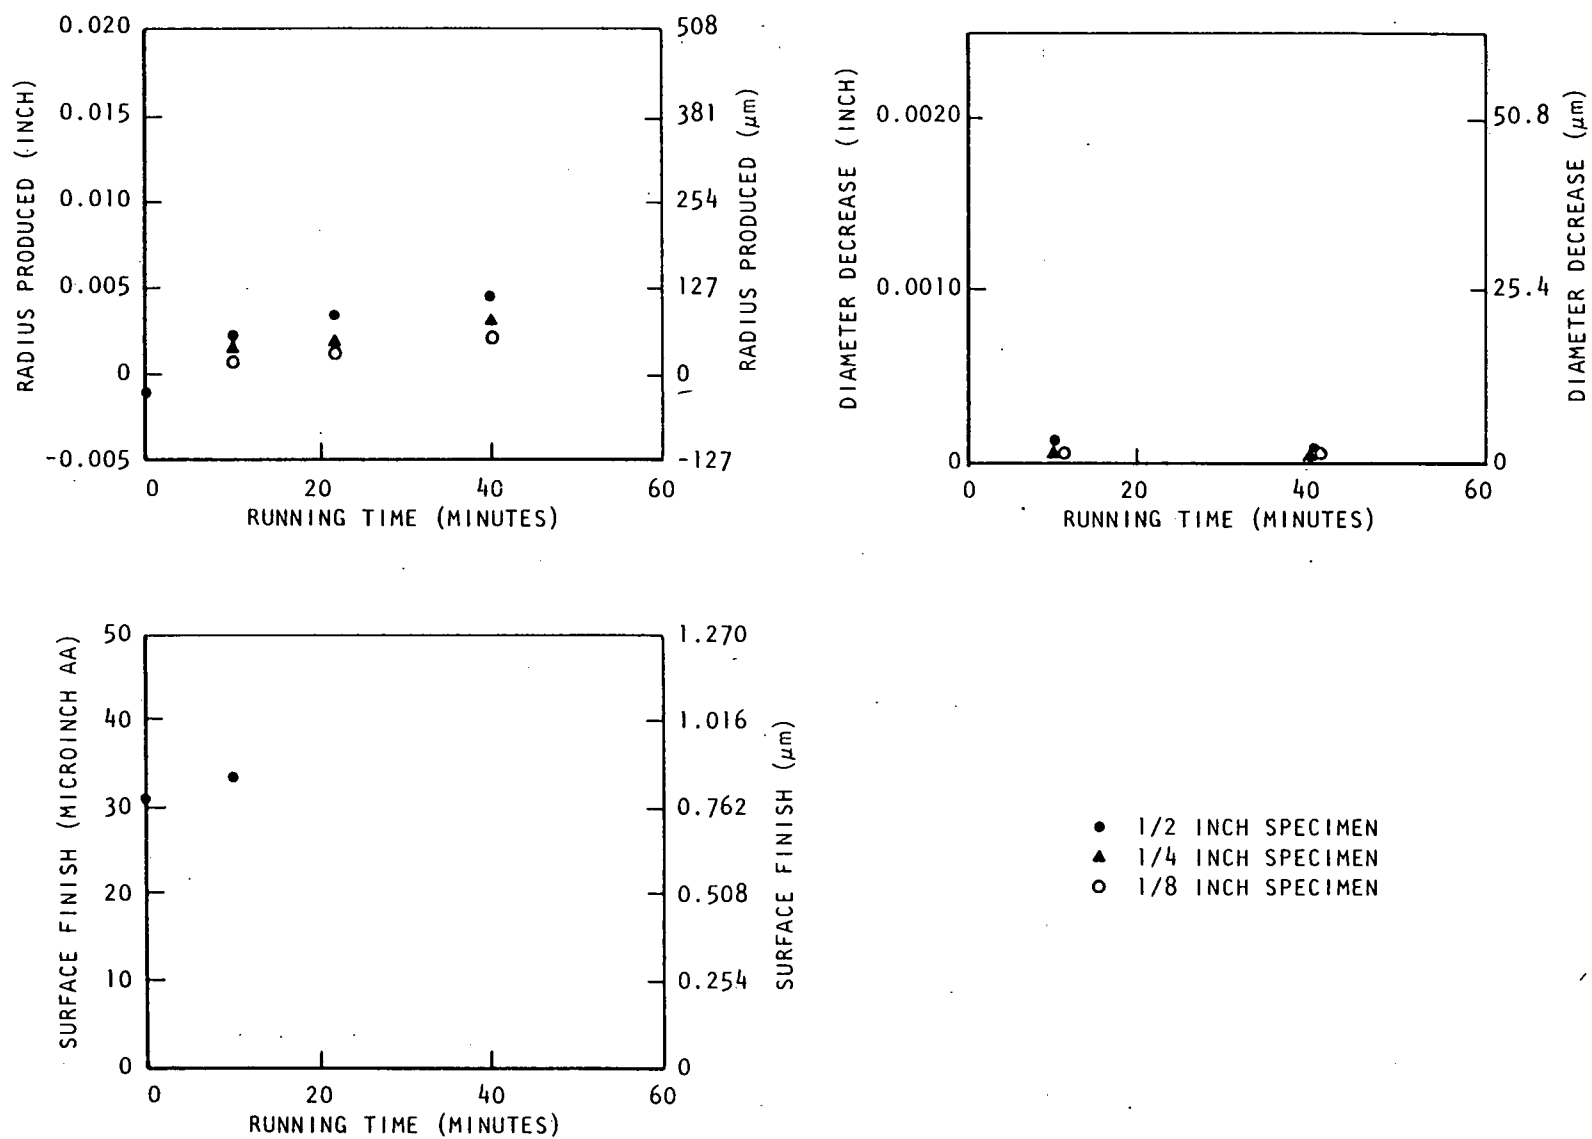 RADIUS PRODUCED (INCH)
0.020
0.015
0.010
0.005
0
-0.005
508
381
254
127
0
-127
RADIUS PRODUCED (μm)
0 20 40 60
RUNNING TIME (MINUTES)
DIAMETER DECREASE (INCH)
0.0020
0.0010
0
50.8
25.4
0
DIAMETER DECREASE (μm)
0 20 40 60
RUNNING TIME (MINUTES)
SURFACE FINISH (MICROINCH AA)
50
40
30
20
10
0
1.270
1.016
0.762
0.508
0.254
0
SURFACE FINISH (μm)
0 20 40 60
RUNNING TIME (MINUTES)
1/2 INCH SPECIMEN
1/4 INCH SPECIMEN
1/8 INCH SPECIMEN